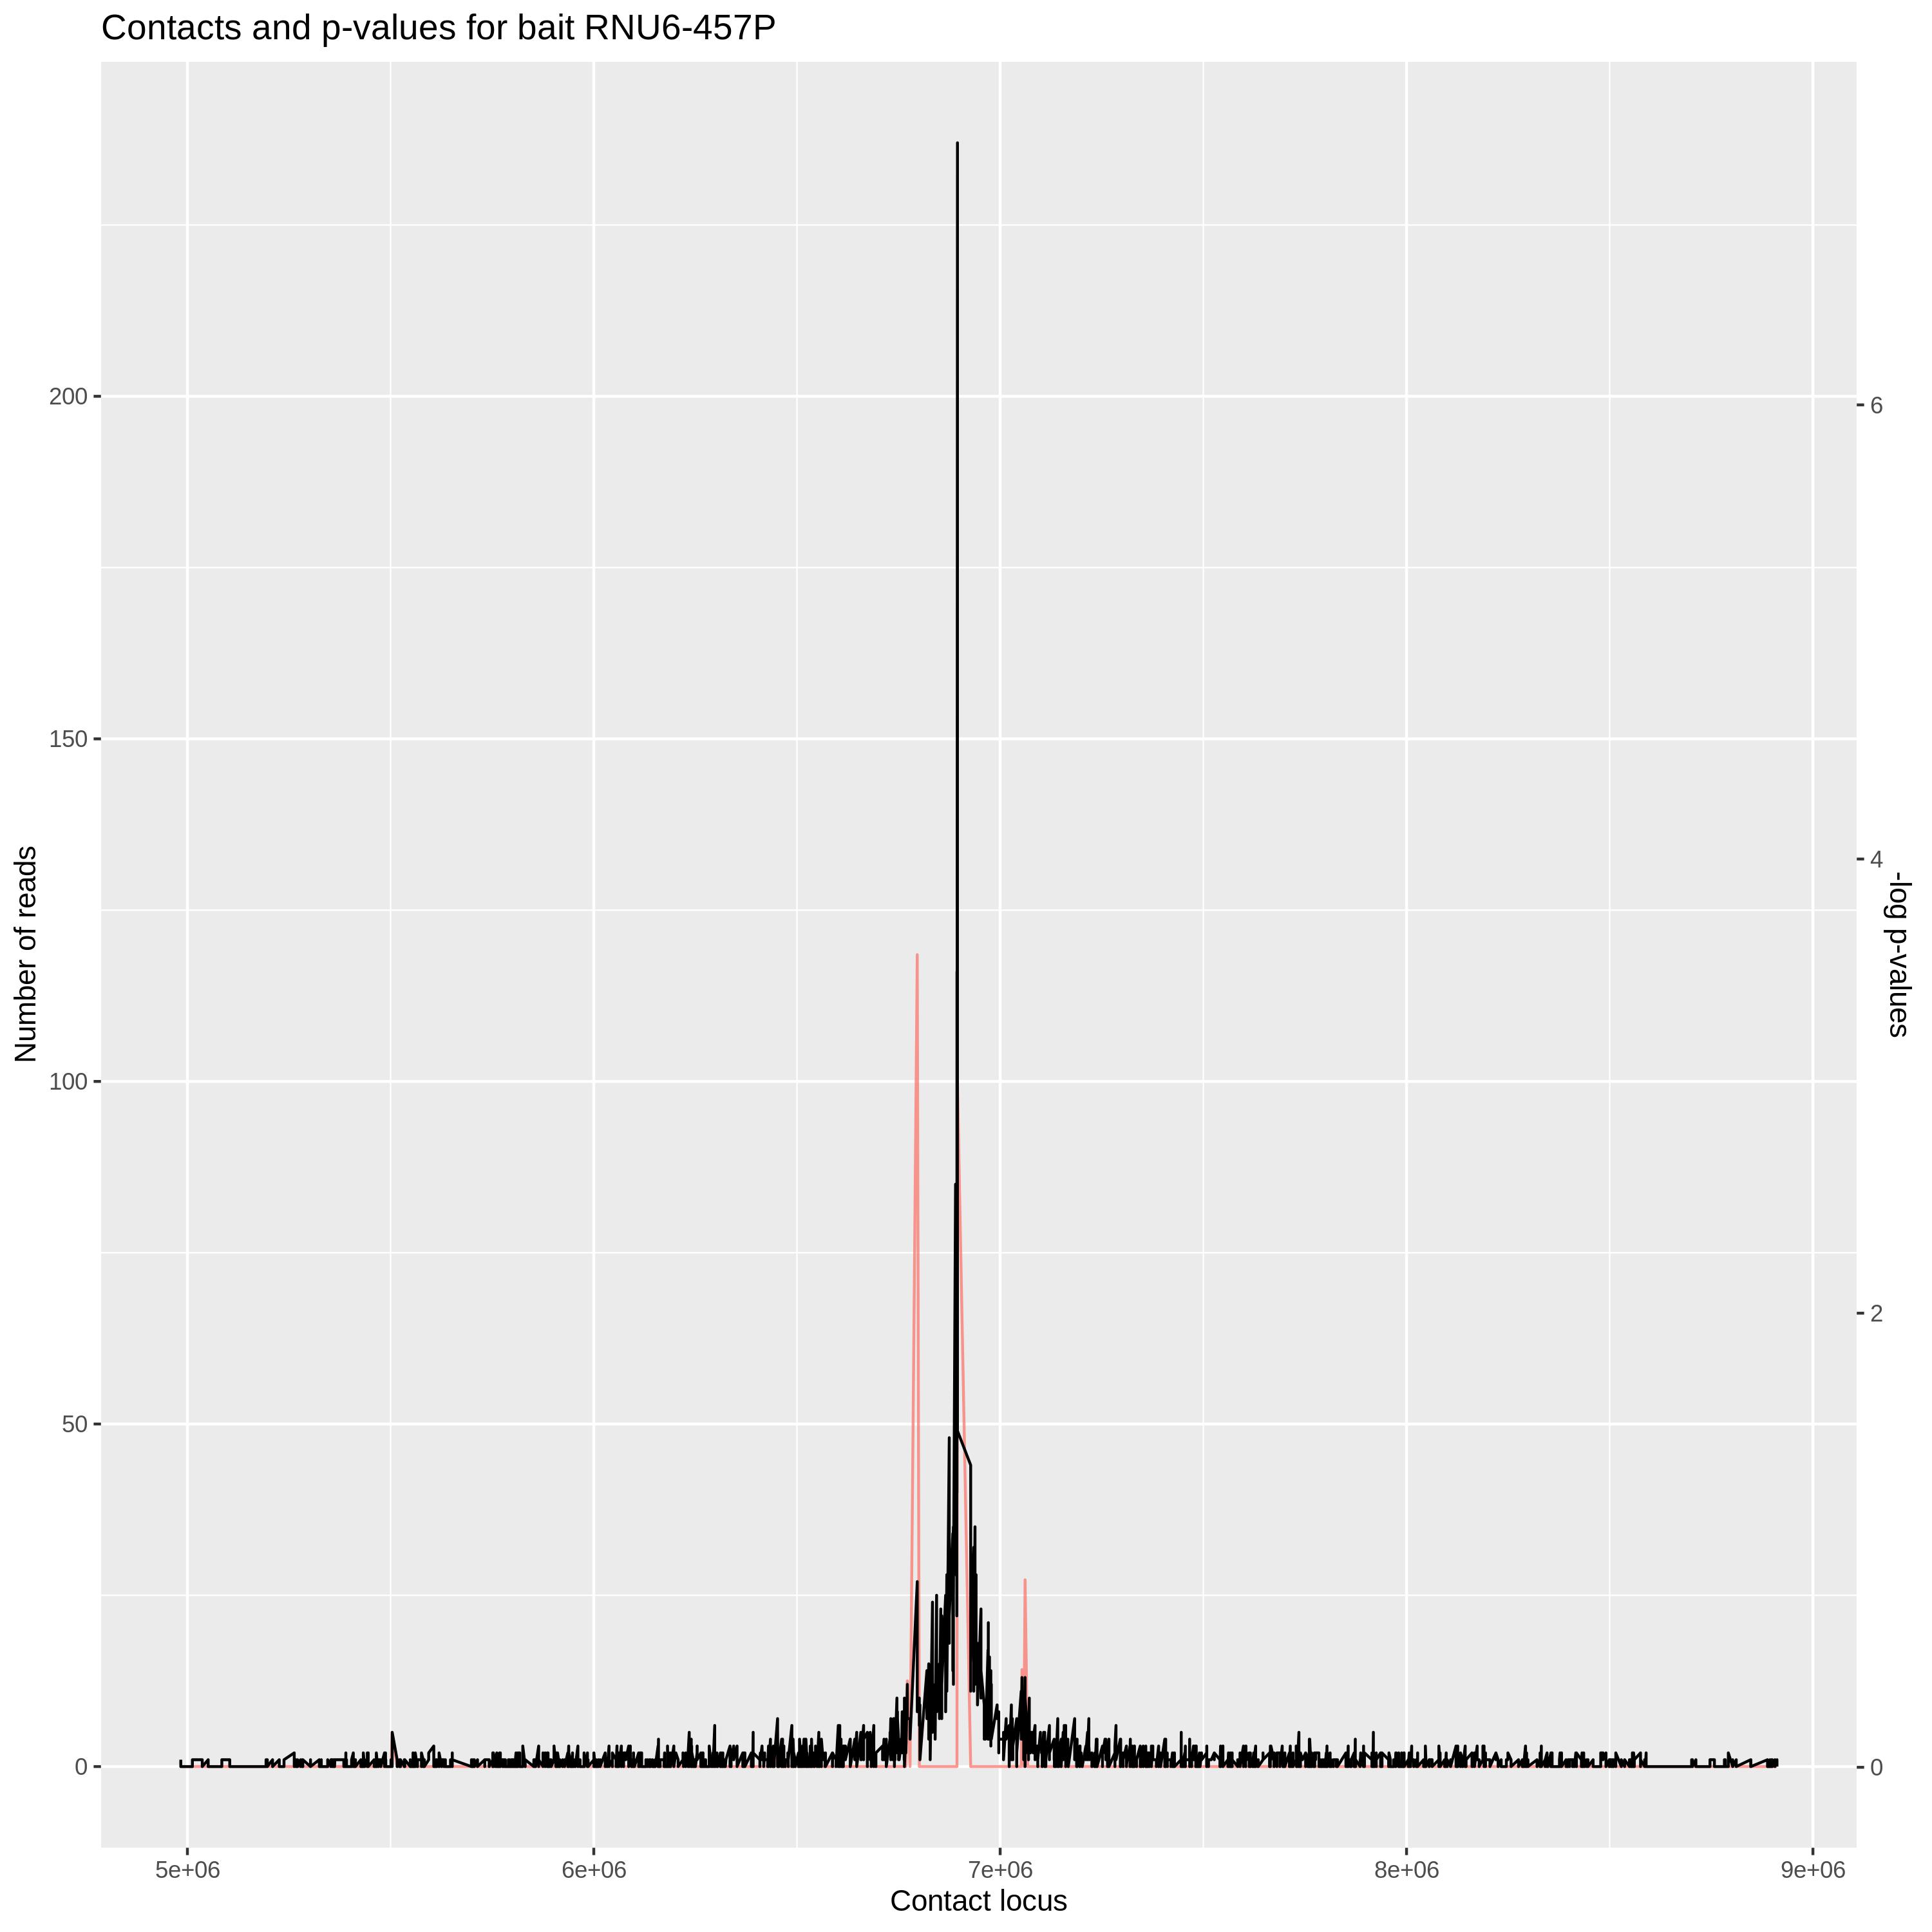 Contacts and p-values for bait RNU6-457P
200
150
100
50
0
6
4
2
0
Number of reads
-log p-values
5e+06 6e+06 7e+06 8e+06 9e+06
Contact locus